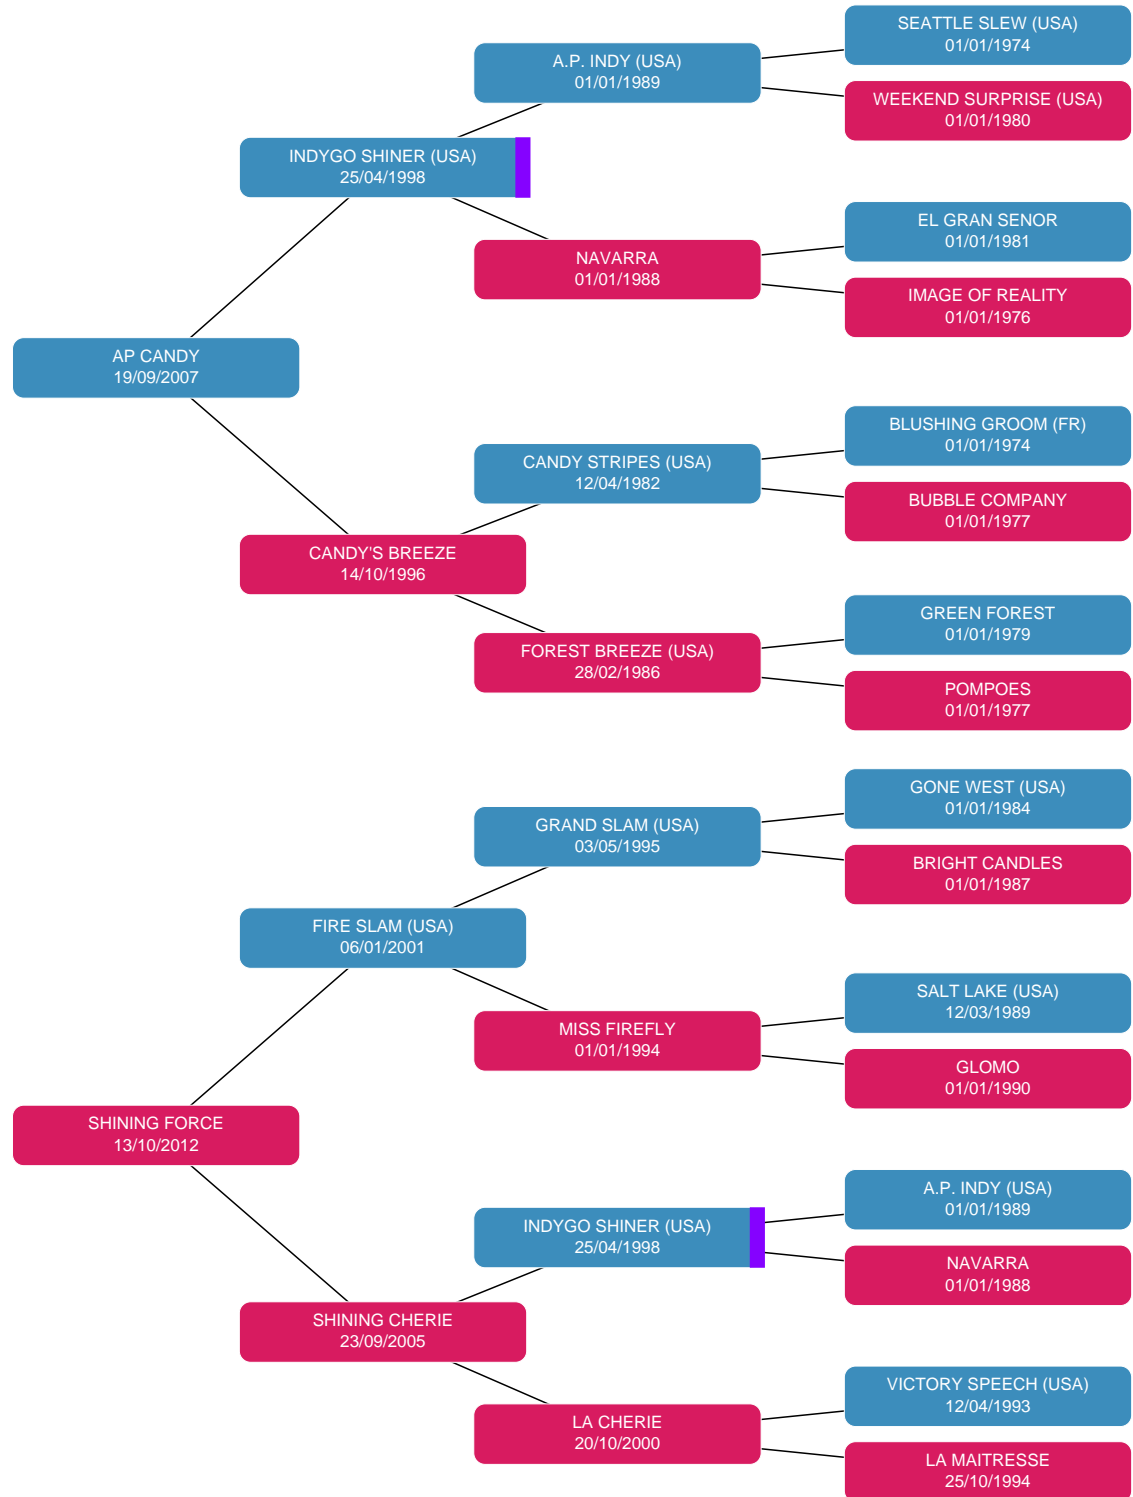 SEATTLE SLEW (USA)
01/01/1974
A.P. INDY (USA)
01/01/1989
WEEKEND SURPRISE (USA)
01/01/1980
INDYGO SHINER (USA)
25/04/1998
EL GRAN SENOR
01/01/1981
NAVARRA
01/01/1988
IMAGE OF REALITY
01/01/1976
AP CANDY
19/09/2007
BLUSHING GROOM (FR)
01/01/1974
CANDY STRIPES (USA)
12/04/1982
BUBBLE COMPANY
01/01/1977
CANDY'S BREEZE
14/10/1996
GREEN FOREST
01/01/1979
FOREST BREEZE (USA)
28/02/1986
POMPOES
01/01/1977
GONE WEST (USA)
01/01/1984
GRAND SLAM (USA)
03/05/1995
BRIGHT CANDLES
01/01/1987
FIRE SLAM (USA)
06/01/2001
SALT LAKE (USA)
12/03/1989
MISS FIREFLY
01/01/1994
GLOMO
01/01/1990
SHINING FORCE
13/10/2012
A.P. INDY (USA)
01/01/1989
INDYGO SHINER (USA)
25/04/1998
NAVARRA
01/01/1988
SHINING CHERIE
23/09/2005
VICTORY SPEECH (USA)
12/04/1993
LA CHERIE
20/10/2000
LA MAITRESSE
25/10/1994